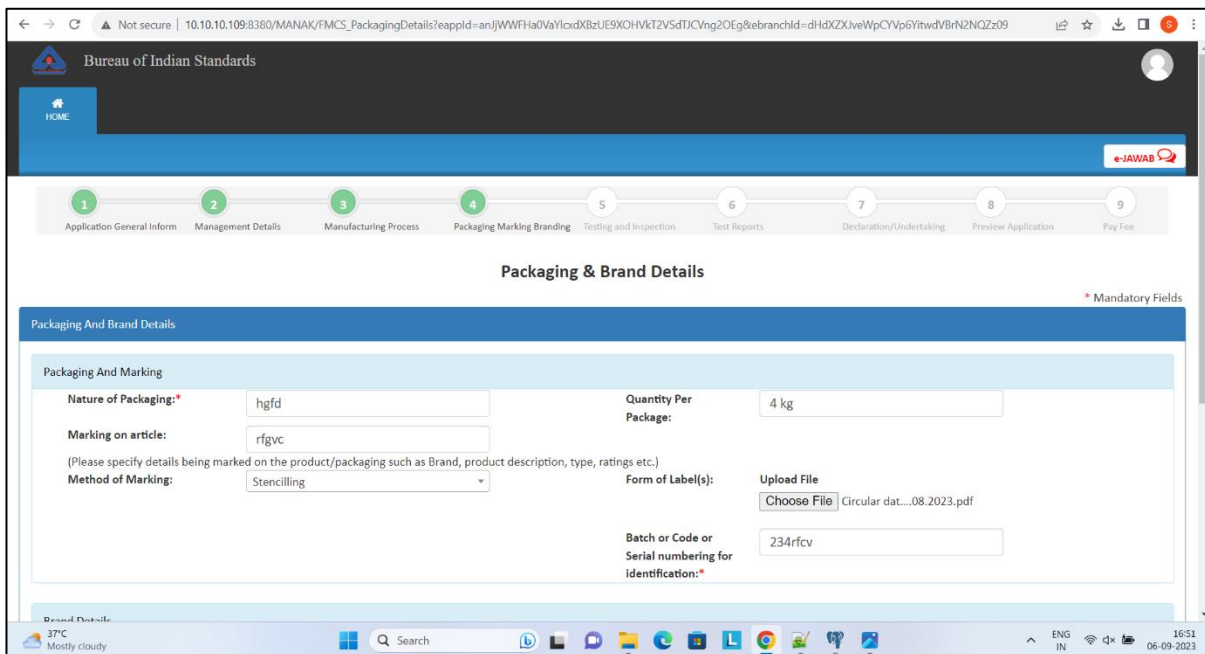 Not secure | 10.10.10.109:8380/MANAK/FMCS_PackagingDetails?eappId=anJjWWFHa0VaYlcxdXBzUE9XOHVkT2VSdTJCVng2OEg&ebranchId=dHdXZXJveWpCYVp6YitwdVBrN2NQZz09
S
Bureau of Indian Standards
HOME
e-JAWAB
1 2 3 4 5 6 7 8 9
Application General Inform Management Details Manufacturing Process Packaging Marking Branding Testing and Inspection Test Reports Declaration/Undertaking Preview Application Pay Fee
Packaging & Brand Details
* Mandatory Fields
Packaging And Brand Details
Packaging And Marking
Nature of Packaging:* hgfd Quantity Per Package: 4 kg
Marking on article: rfgvc
(Please specify details being marked on the product/packaging such as Brand, product description, type, ratings etc.)
Method of Marking: Stencilling Form of Label(s): Upload File
Choose File Circular dat....08.2023.pdf
Batch or Code or Serial numbering for identification:* 234rfcv
Brand Details
37°C
Mostly cloudy
Search
L
ENG
IN
16:51
06-09-2023